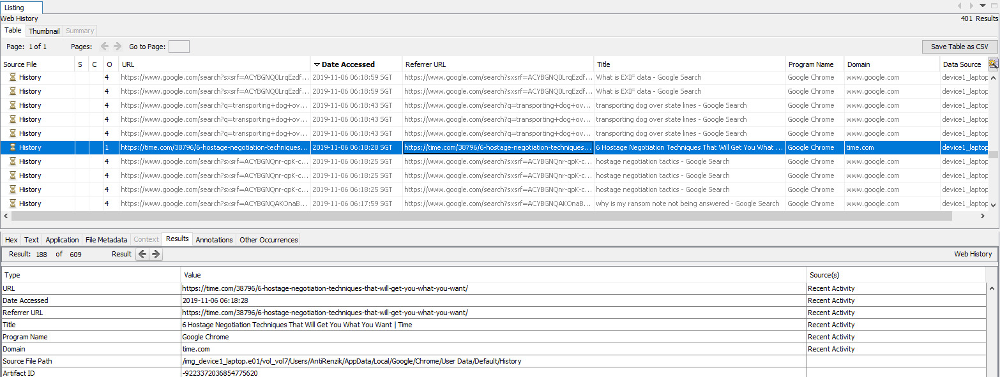 Listing
Web History 401 Results
Table Thumbnail Summary
Page: 1 of 1 Pages: Go to Page: Save Table as CSV
Source File S C O URL Date Accessed Referrer URL Title Program Name Domain Data Source
History 4 https://www.google.com/search?sxsrf=ACYBGNQ0LrqEzdf... 2019-11-06 06:18:59 SGT https://www.google.com/search?sxsrf=ACYBGNQ0LrqEzdf... What is EXIF data - Google Search Google Chrome www.google.com device1_laptop
History 4 https://www.google.com/search?sxsrf=ACYBGNQ0LrqEzdf... 2019-11-06 06:18:59 SGT https://www.google.com/search?sxsrf=ACYBGNQ0LrqEzdf... What is EXIF data - Google Search Google Chrome www.google.com device1_laptop
History 4 https://www.google.com/search?q=transporting+dog+ov... 2019-11-06 06:18:43 SGT https://www.google.com/search?q=transporting+dog+ov... transporting dog over state lines - Google Search Google Chrome www.google.com device1_laptop
History 4 https://www.google.com/search?q=transporting+dog+ov... 2019-11-06 06:18:43 SGT https://www.google.com/search?q=transporting+dog+ov... transporting dog over state lines - Google Search Google Chrome www.google.com device1_laptop
History 4 https://www.google.com/search?q=transporting+dog+ov... 2019-11-06 06:18:43 SGT https://www.google.com/search?q=transporting+dog+ov... transporting dog over state lines - Google Search Google Chrome www.google.com device1_laptop
History 1 https://time.com/38796/6-hostage-negotiation-techniques... 2019-11-06 06:18:28 SGT https://time.com/38796/6-hostage-negotiation-techniques... 6 Hostage Negotiation Techniques That Will Get You What ... Google Chrome time.com device1_laptop
History 4 https://www.google.com/search?sxsrf=ACYBGNQnr-qpK-c... 2019-11-06 06:18:25 SGT https://www.google.com/search?sxsrf=ACYBGNQnr-qpK-c... hostage negotiation tactics - Google Search Google Chrome www.google.com device1_laptop
History 4 https://www.google.com/search?sxsrf=ACYBGNQnr-qpK-c... 2019-11-06 06:18:25 SGT https://www.google.com/search?sxsrf=ACYBGNQnr-qpK-c... hostage negotiation tactics - Google Search Google Chrome www.google.com device1_laptop
History 4 https://www.google.com/search?sxsrf=ACYBGNQnr-qpK-c... 2019-11-06 06:18:25 SGT https://www.google.com/search?sxsrf=ACYBGNQnr-qpK-c... hostage negotiation tactics - Google Search Google Chrome www.google.com device1_laptop
History 4 https://www.google.com/search?sxsrf=ACYBGNQAKOnaB... 2019-11-06 06:17:59 SGT https://www.google.com/search?sxsrf=ACYBGNQAKOnaB... why is my ransom note not being answered - Google Search Google Chrome www.google.com device1_laptop
Hex Text Application File Metadata Context Results Annotations Other Occurrences
Result: 188 of 609 Result Web History
Type Value Source(s)
URL https://time.com/38796/6-hostage-negotiation-techniques-that-will-get-you-what-you-want/ Recent Activity
Date Accessed 2019-11-06 06:18:28 Recent Activity
Referrer URL https://time.com/38796/6-hostage-negotiation-techniques-that-will-get-you-what-you-want/ Recent Activity
Title 6 Hostage Negotiation Techniques That Will Get You What You Want | Time Recent Activity
Program Name Google Chrome Recent Activity
Domain time.com Recent Activity
Source File Path /img_device1_laptop.e01/vol_vol7/Users/AntiRenzik/AppData/Local/Google/Chrome/User Data/Default/History
Artifact ID -9223372036854775620